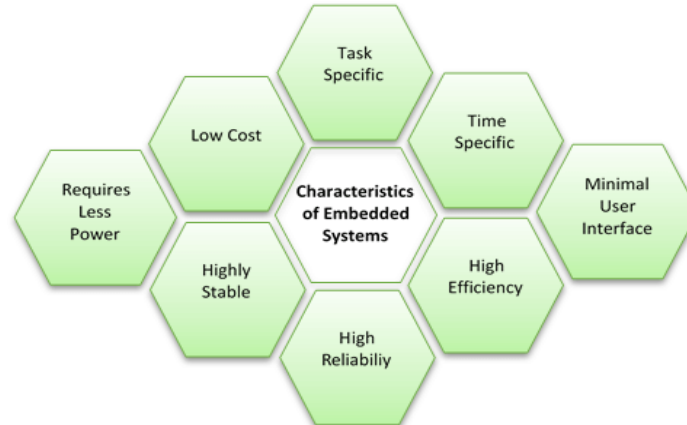 Task
Specific
Low Cost
Time
Specific
Requires
Less
Power
Characteristics
of Embedded
Systems
Minimal
User
Interface
Highly
Stable
High
Efficiency
High
Reliabiliy